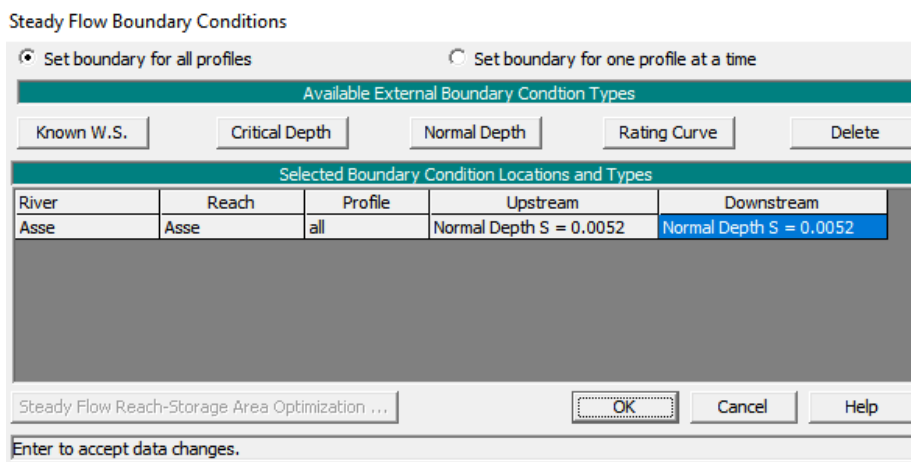 Steady Flow Boundary Conditions
Set boundary for all profiles Set boundary for one profile at a time
Available External Boundary Condtion Types
Known W.S. Critical Depth Normal Depth Rating Curve Delete
Selected Boundary Condition Locations and Types
River Reach Profile Upstream Downstream
Asse Asse all Normal Depth S = 0.0052 Normal Depth S = 0.0052
Steady Flow Reach-Storage Area Optimization ... OK Cancel Help
Enter to accept data changes.